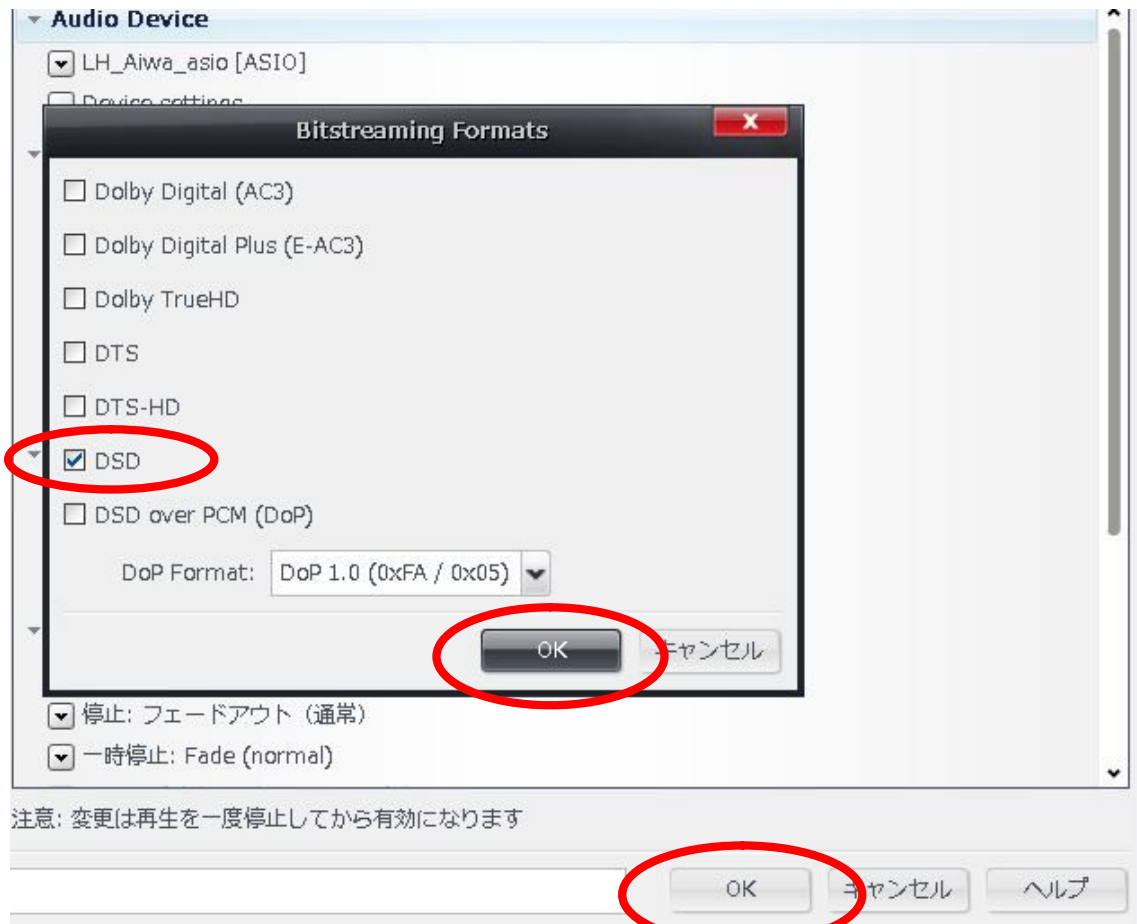 Audio Device
LH_Aiwa_asio [ASIO]
Device settings
Bitstreaming Formats
Dolby Digital (AC3)
Dolby Digital Plus (E-AC3)
Dolby TrueHD
DTS
DTS-HD
DSD
DSD over PCM (DoP)
DoP Format: DoP 1.0 (0xFA / 0x05)
OK キャンセル
停止: フェードアウト（通常）
一時停止: Fade (normal)
注意: 変更は再生を一度停止してから有効になります
OK キャンセル ヘルプ